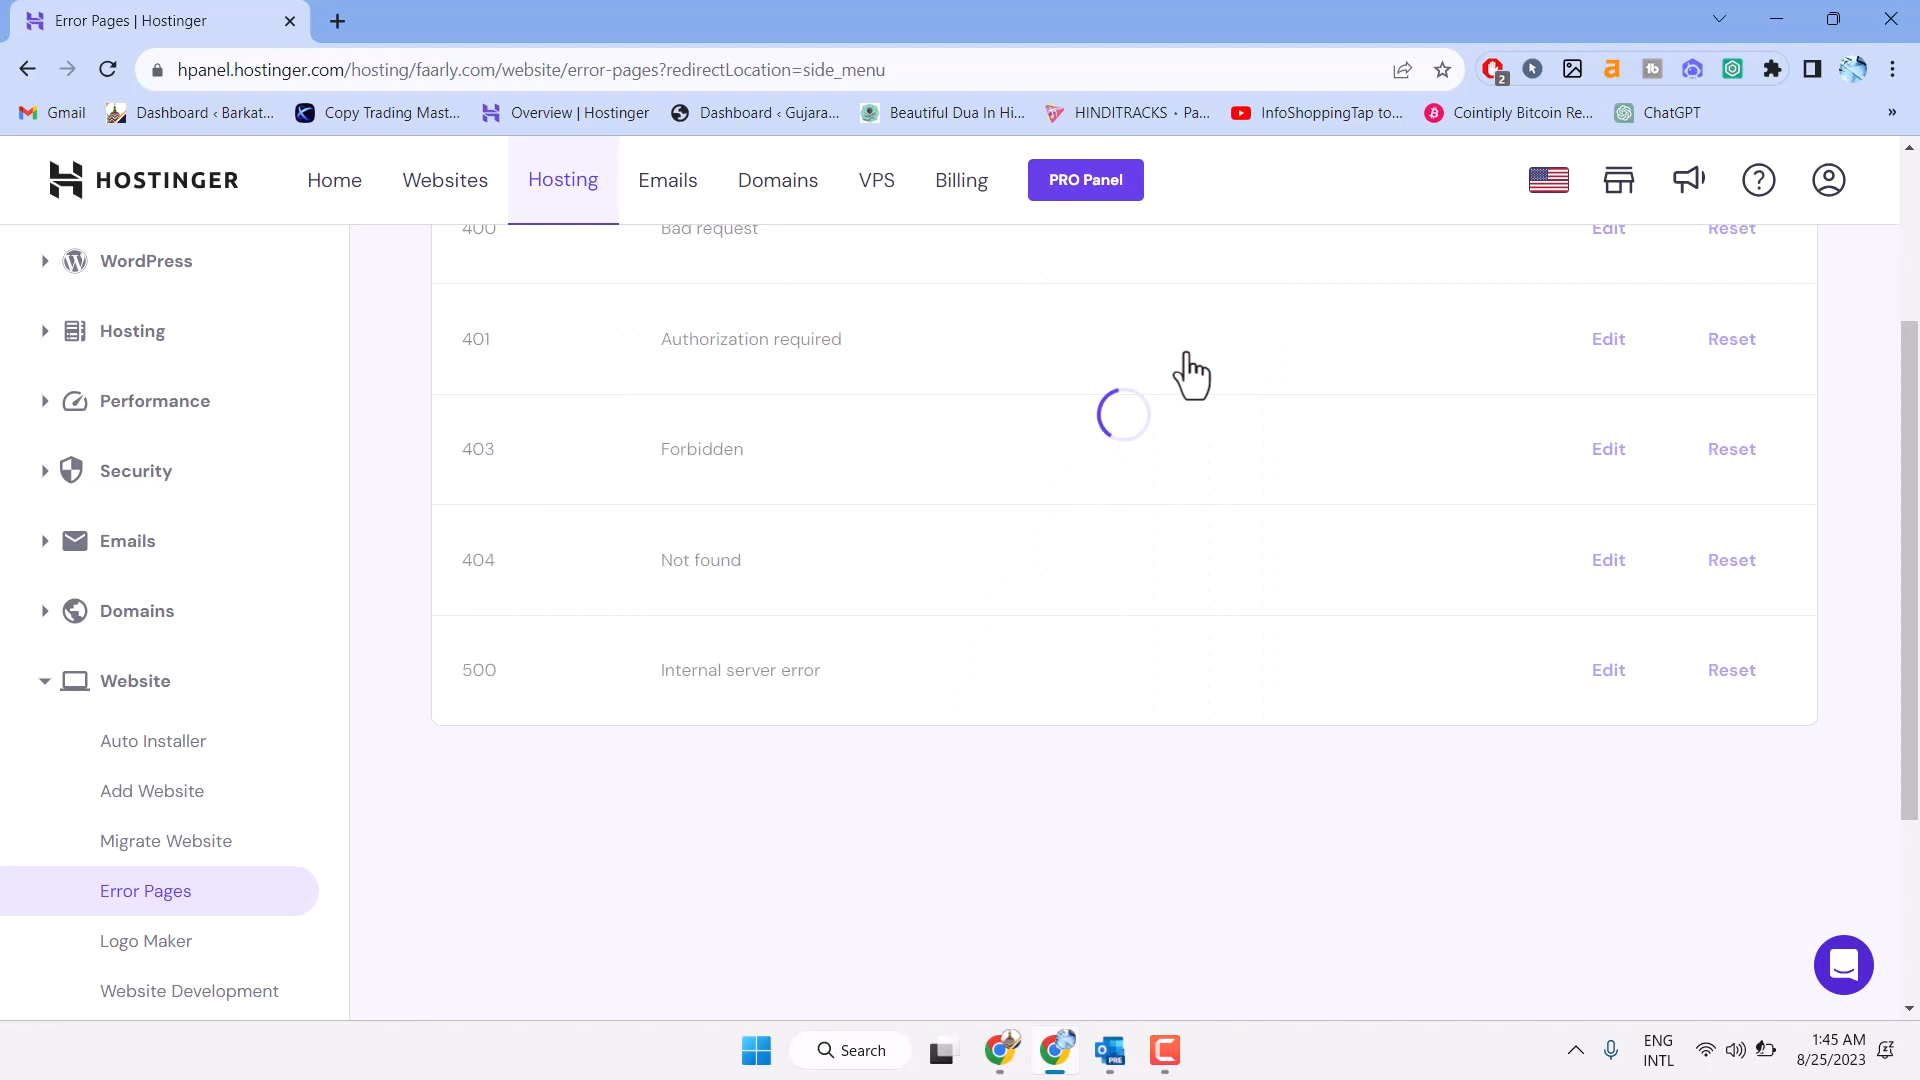 Error Pages | Hostinger
hpanel.hostinger.com/hosting/faarly.com/website/error-pages?redirectLocation=side_menu
2
Gmail
Dashboard ‹ Barkat...
Copy Trading Mast...
Overview | Hostinger
Dashboard ‹ Gujara...
Beautiful Dua In Hi...
HINDITRACKS • Pa...
InfoShoppingTap to...
Cointiply Bitcoin Re...
ChatGPT
»
HOSTINGER
Home
Websites
Hosting
Emails
Domains
VPS
Billing
PRO Panel
WordPress
Hosting
Performance
Security
Emails
Domains
Website
Auto Installer
Add Website
Migrate Website
Error Pages
Logo Maker
Website Development
400 Bad request Edit Reset
401 Authorization required Edit Reset
403 Forbidden Edit Reset
404 Not found Edit Reset
500 Internal server error Edit Reset
Search
PRE
ENG
INTL
1:45 AM
8/25/2023